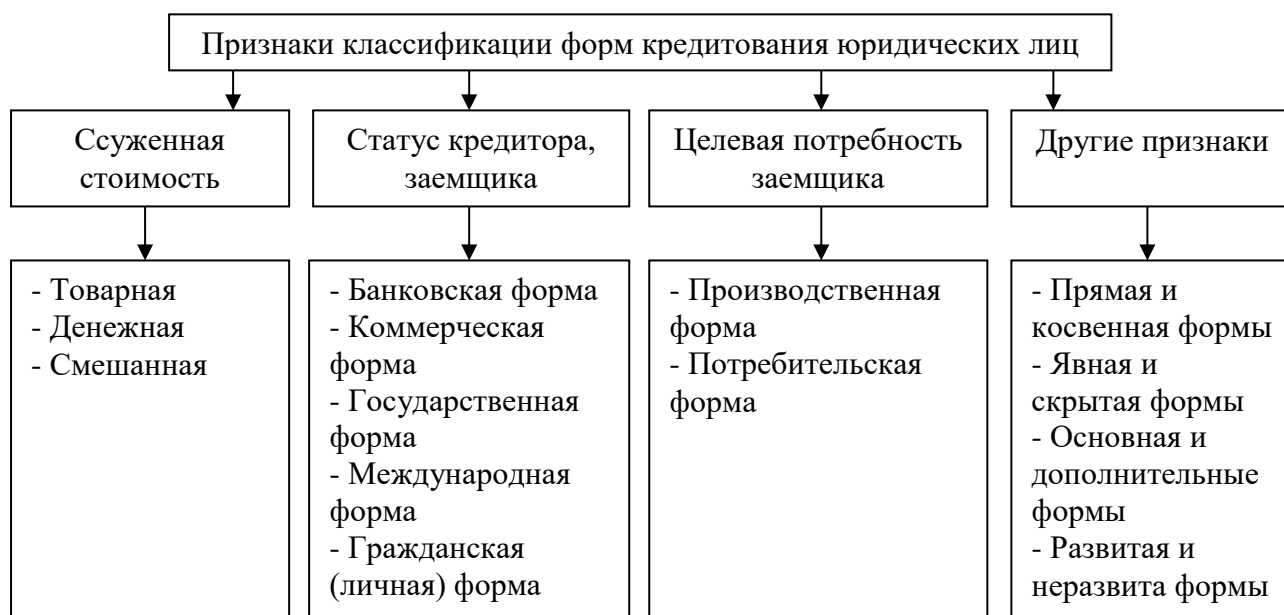 Признаки классификации форм кредитования юридических лиц
Ссуженная
стоимость
Статус кредитора,
заемщика
Целевая потребность
заемщика
Другие признаки
- Товарная
- Денежная
- Смешанная
- Банковская форма
- Коммерческая
форма
- Государственная
форма
- Международная
форма
- Гражданская
(личная) форма
- Производственная
форма
- Потребительская
форма
- Прямая и
косвенная формы
- Явная и
скрытая формы
- Основная и
дополнительные
формы
- Развитая и
неразвита формы